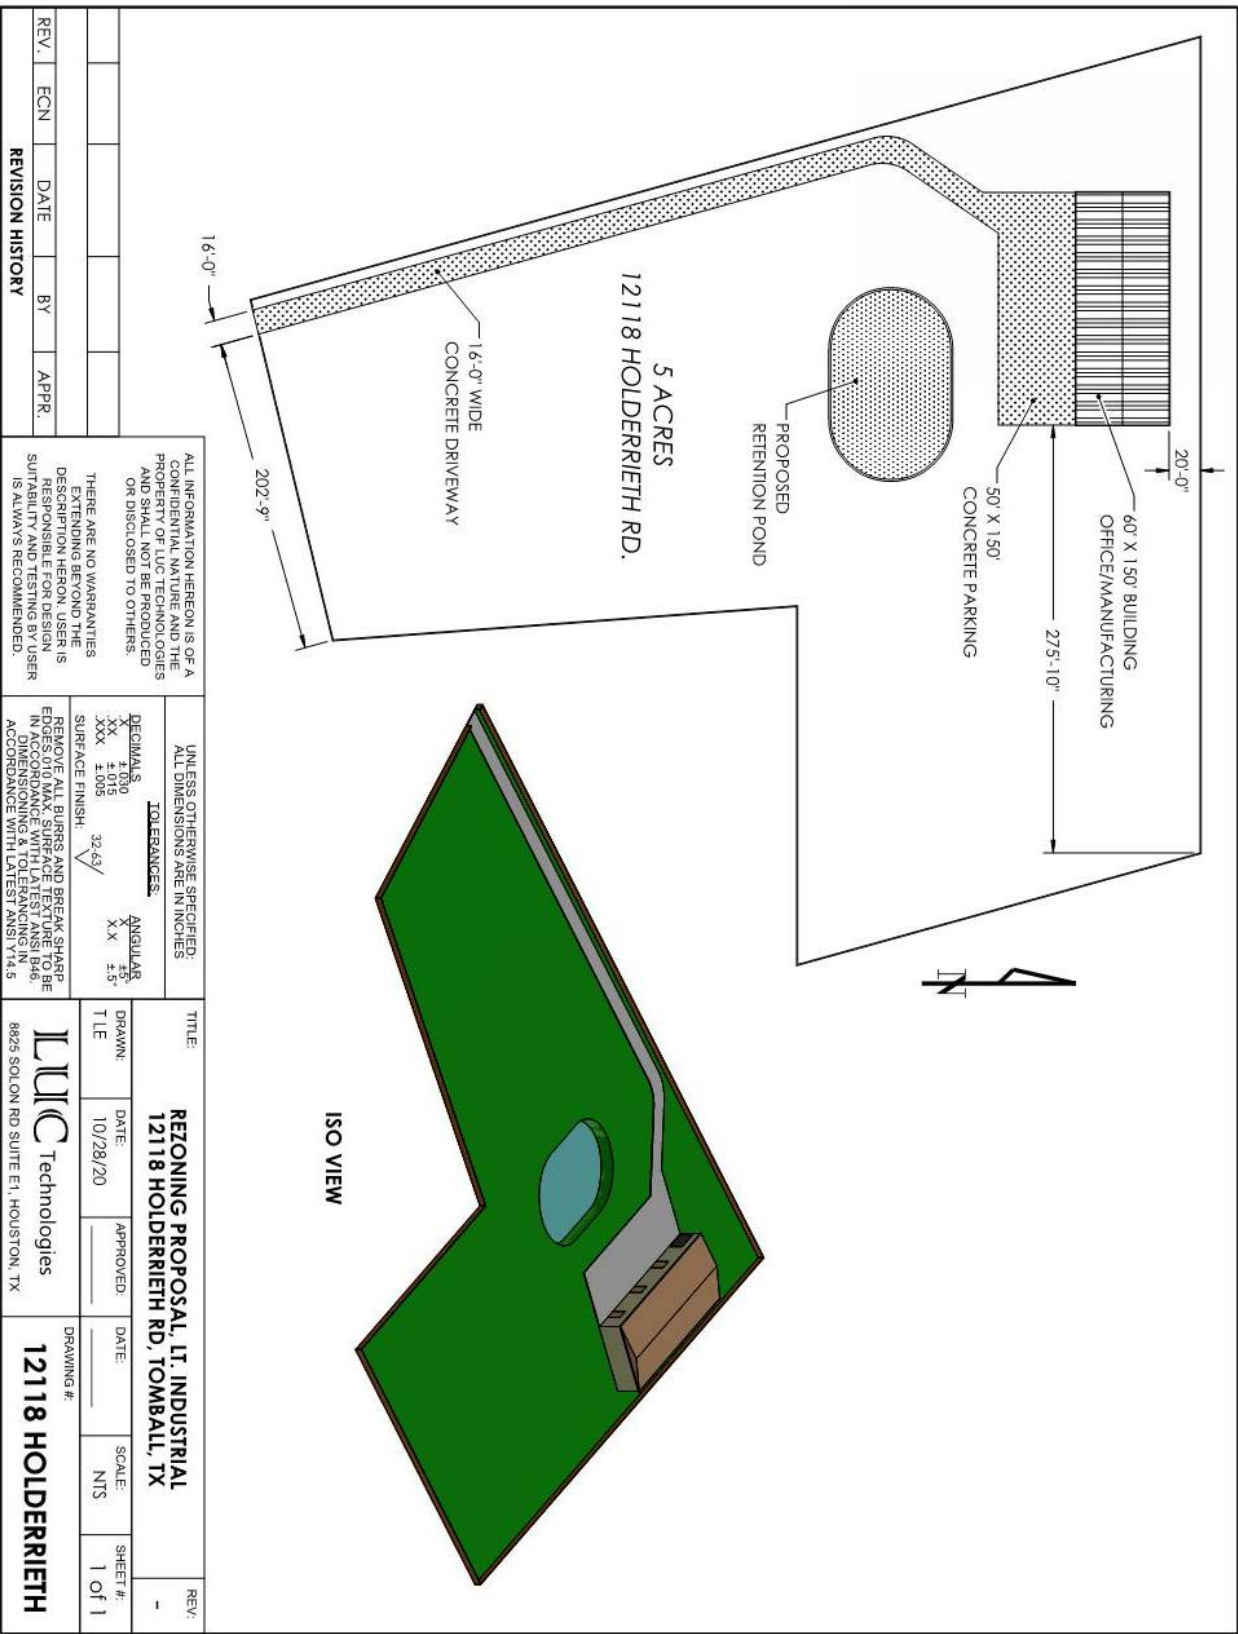 20'-0"
60' X 150' BUILDING
OFFICE/MANUFACTURING
275'-10"
50' X 150'
CONCRETE PARKING
PROPOSED
RETENTION POND
5 ACRES
12118 HOLDERRIETH RD.
16'-0" WIDE
CONCRETE DRIVEWAY
16'-0"
202'-9"
N
ISO VIEW
REV.
ECN
DATE
BY
APPR.
REVISION HISTORY
ALL INFORMATION HEREON IS OF A
CONFIDENTIAL NATURE AND THE
PROPERTY OF LUC TECHNOLOGIES
AND SHALL NOT BE PRODUCED
OR DISCLOSED TO OTHERS.
THERE ARE NO WARRANTIES
EXTENDING BEYOND THE
DESCRIPTION HERON. USER IS
RESPONSIBLE FOR DESIGN
SUITABILITY AND TESTING BY USER
IS ALWAYS RECOMMENDED.
UNLESS OTHERWISE SPECIFIED:
ALL DIMENSIONS ARE IN INCHES
TOLERANCES:
DECIMALS
.X ±.030
.XX ±.015
.XXX ±.005
ANGULAR
X ±5°
X.X ±.5°
SURFACE FINISH: 32-63
REMOVE ALL BURRS AND BREAK SHARP
EDGES.010 MAX. SURFACE TEXTURE TO BE
IN ACCORDANCE WITH LATEST ANSI B46.
DIMENSIONING & TOLERANCING IN
ACCORDANCE WITH LATEST ANSI Y14.5
TITLE:
REZONING PROPOSAL, LT. INDUSTRIAL
12118 HOLDERRIETH RD, TOMBALL, TX
REV:
-
DRAWN:
T LE
DATE:
10/28/20
APPROVED:
DATE:
SCALE:
NTS
SHEET #:
1 of 1
LUC Technologies
8825 SOLON RD SUITE E1, HOUSTON, TX
DRAWING #:
12118 HOLDERRIETH